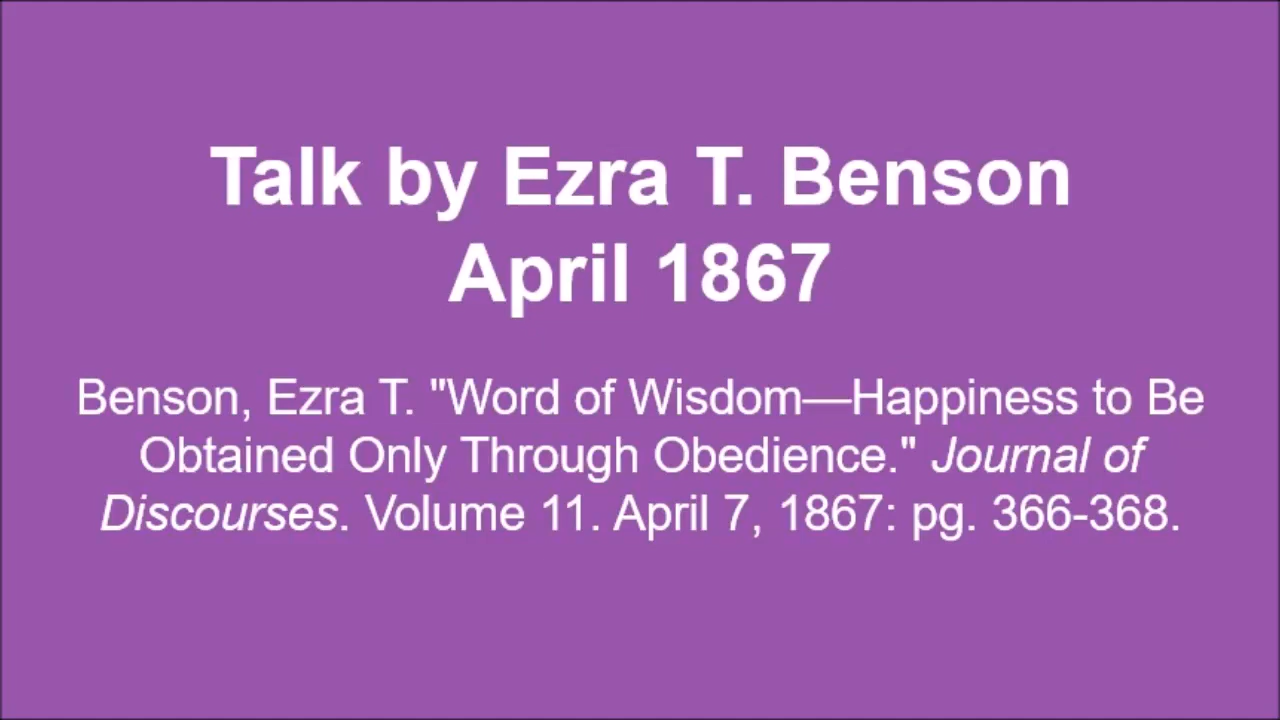 Talk by Ezra T. Benson
April 1867
Benson, Ezra T. "Word of Wisdom—Happiness to Be
Obtained Only Through Obedience." Journal of
Discourses. Volume 11. April 7, 1867: pg. 366-368.